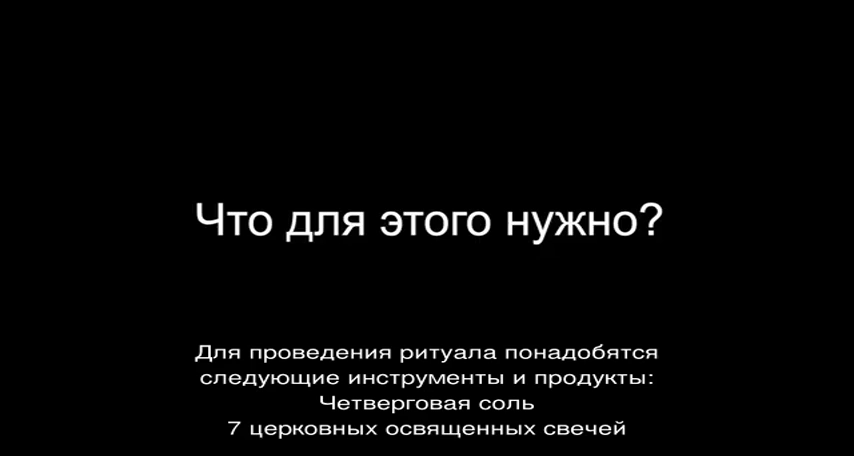 Что для этого нужно?
Для проведения ритуала понадобятся
следующие инструменты и продукты:
Четверговая соль
7 церковных освященных свечей